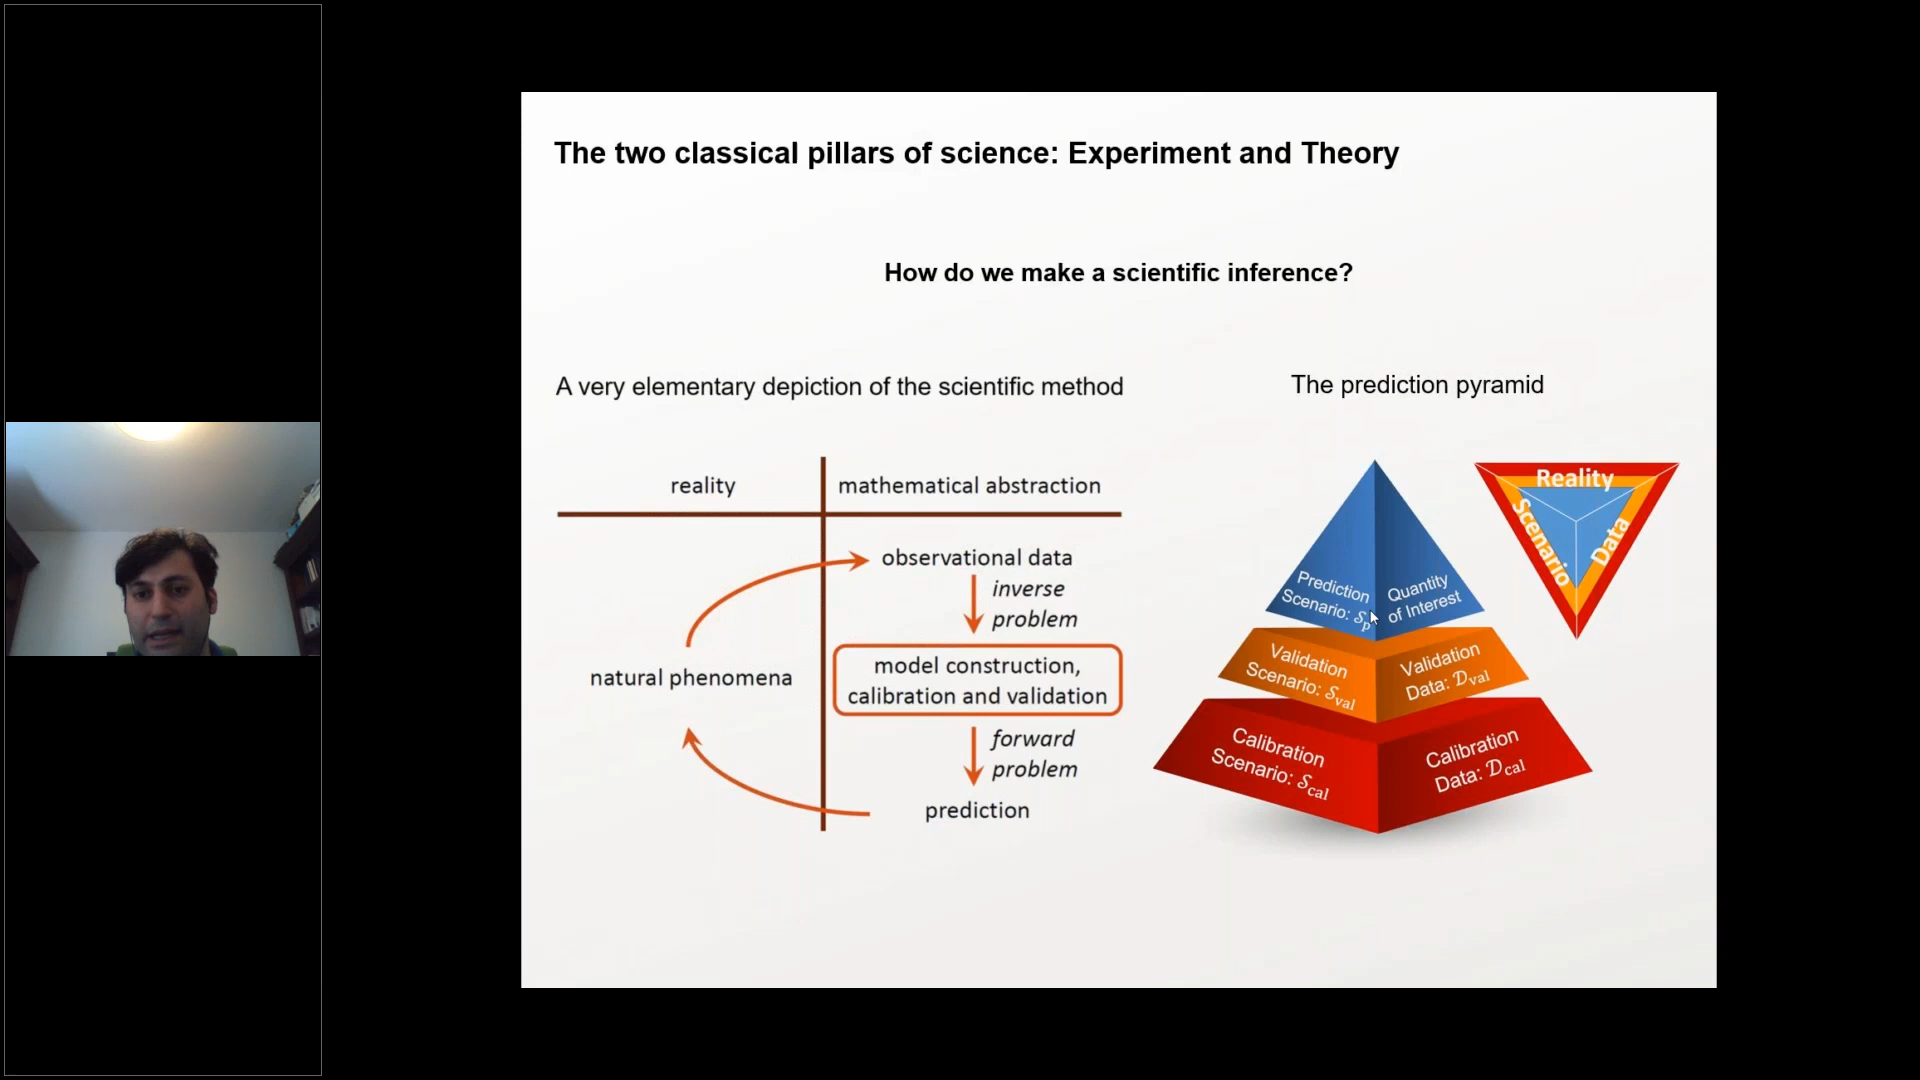 The two classical pillars of science: Experiment and Theory
How do we make a scientific inference?
A very elementary depiction of the scientific method
reality
mathematical abstraction
observational data
inverse
problem
natural phenomena
model construction,
calibration and validation
forward
problem
prediction
The prediction pyramid
Prediction
Scenario: 𝒮p
Quantity
of Interest
Validation
Scenario: 𝒮val
Validation
Data: 𝒟val
Calibration
Scenario: 𝒮cal
Calibration
Data: 𝒟cal
Reality
Scenario
Data